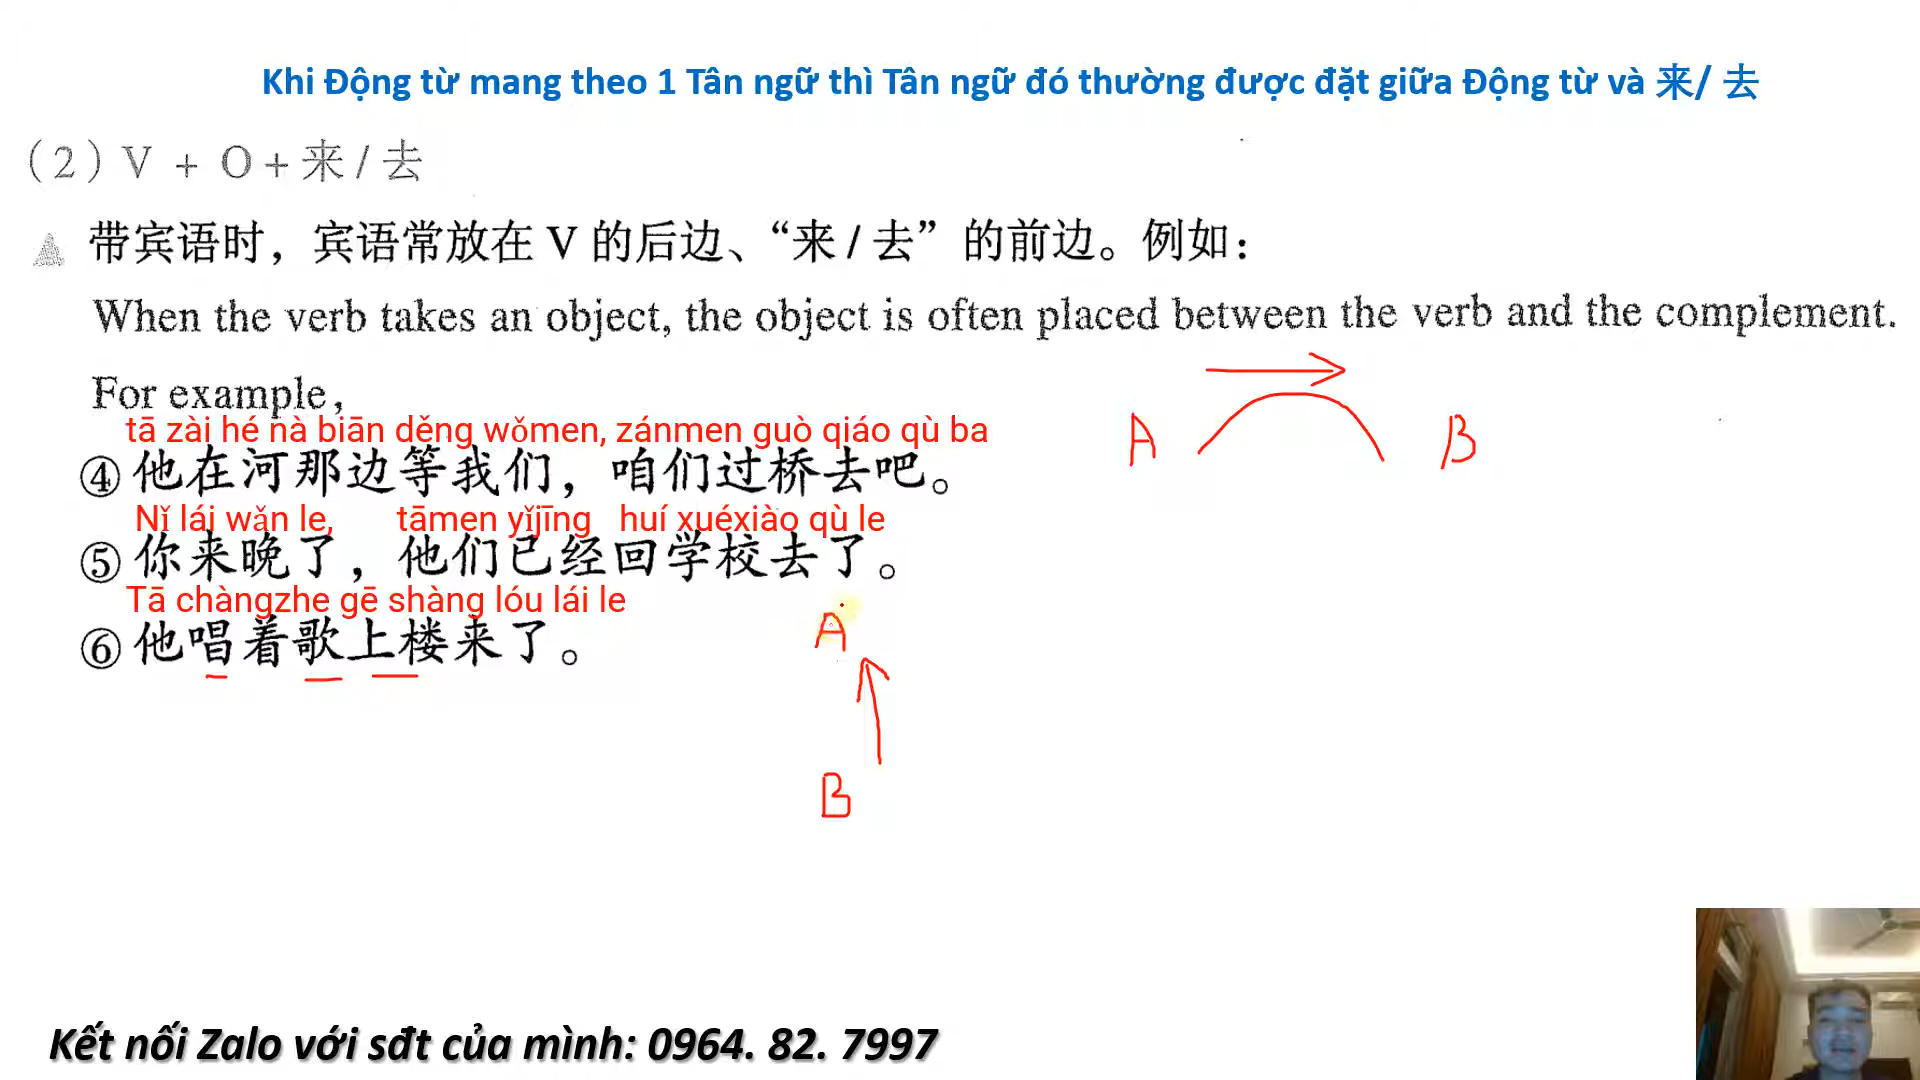 Khi Động từ mang theo 1 Tân ngữ thì Tân ngữ đó thường được đặt giữa Động từ và 来/ 去
(2) V + O + 来 / 去
▲ 带宾语时，宾语常放在 V 的后边、“来 / 去” 的前边。例如：
When the verb takes an object, the object is often placed between the verb and the complement.
For example,
tā zài hé nà biān děng wǒmen, zánmen guò qiáo qù ba
④ 他在河那边等我们，咱们过桥去吧。
A B
Nǐ lái wǎn le, tāmen yǐjīng huí xuéxiào qù le
⑤ 你来晚了，他们已经回学校去了。
Tā chàngzhe gē shàng lóu lái le
⑥ 他唱着歌上楼来了。
A
B
Kết nối Zalo với sđt của mình: 0964. 82. 7997